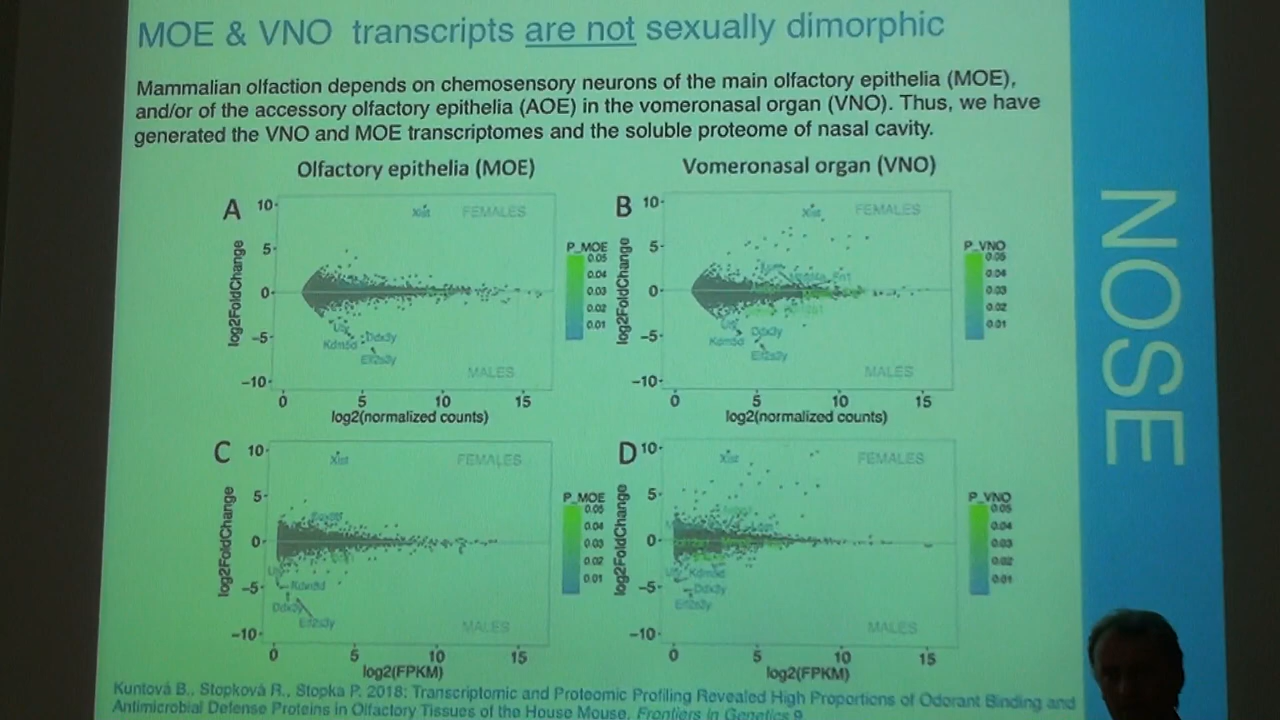 MOE & VNO transcripts are not sexually dimorphic
Mammalian olfaction depends on chemosensory neurons of the main olfactory epithelia (MOE),
and/or of the accessory olfactory epithelia (AOE) in the vomeronasal organ (VNO). Thus, we have
generated the VNO and MOE transcriptomes and the soluble proteome of nasal cavity.
NOSE
Olfactory epithelia (MOE)
A
log2FoldChange
10
5
0
-5
-10
Xist
FEMALES
Uty
Ddx3y
Kdm5d
Eif2s3y
MALES
0 5 10 15
log2(normalized counts)
P_MOE
0.05
0.04
0.03
0.02
0.01
Vomeronasal organ (VNO)
B
log2FoldChange
10
5
0
-5
-10
Xist
FEMALES
Uty
Ddx3y
Kdm5d
Eif2s3y
MALES
0 5 10 15
log2(normalized counts)
P_VNO
0.05
0.04
0.03
0.02
0.01
C
log2FoldChange
10
5
0
-5
-10
Xist
FEMALES
Uty
Kdm5d
Ddx3y
Eif2s3y
MALES
0 5 10 15
log2(FPKM)
P_MOE
0.05
0.04
0.03
0.02
0.01
D
log2FoldChange
10
5
0
-5
-10
Xist
FEMALES
Uty
Kdm5d
Ddx3y
Eif2s3y
MALES
0 5 10 15
log2(FPKM)
P_VNO
0.05
0.04
0.03
0.02
0.01
Kuntová B., Stopková R., Stopka P. 2018: Transcriptomic and Proteomic Profiling Revealed High Proportions of Odorant Binding and
Antimicrobial Defense Proteins in Olfactory Tissues of the House Mouse. Frontiers in Genetics 9